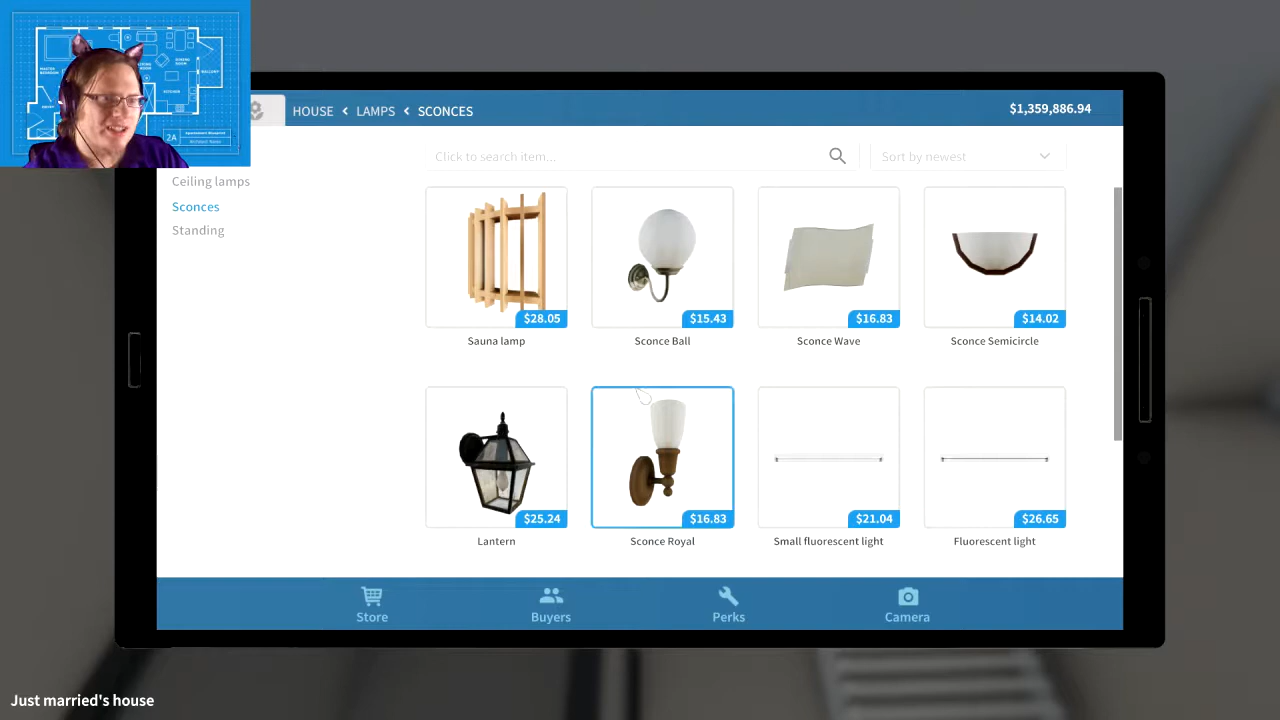 HOUSE < LAMPS < SCONCES
$1,359,886.94
Click to search item...
Sort by newest
Ceiling lamps
Sconces
Standing
$28.05
$15.43
$16.83
$14.02
Sauna lamp
Sconce Ball
Sconce Wave
Sconce Semicircle
$25.24
$16.83
$21.04
$26.65
Lantern
Sconce Royal
Small fluorescent light
Fluorescent light
Store
Buyers
Perks
Camera
Just married's house
2A